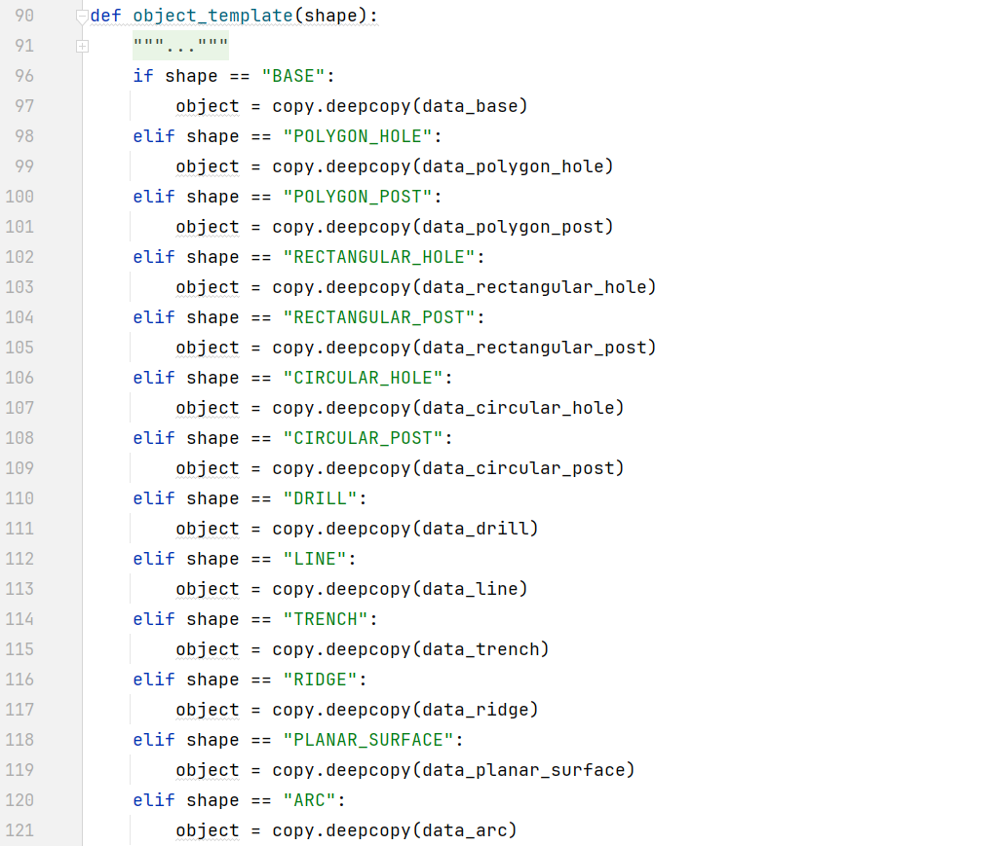 90 def object_template(shape):
91     """..."""
96     if shape == "BASE":
97         object = copy.deepcopy(data_base)
98     elif shape == "POLYGON_HOLE":
99         object = copy.deepcopy(data_polygon_hole)
100     elif shape == "POLYGON_POST":
101         object = copy.deepcopy(data_polygon_post)
102     elif shape == "RECTANGULAR_HOLE":
103         object = copy.deepcopy(data_rectangular_hole)
104     elif shape == "RECTANGULAR_POST":
105         object = copy.deepcopy(data_rectangular_post)
106     elif shape == "CIRCULAR_HOLE":
107         object = copy.deepcopy(data_circular_hole)
108     elif shape == "CIRCULAR_POST":
109         object = copy.deepcopy(data_circular_post)
110     elif shape == "DRILL":
111         object = copy.deepcopy(data_drill)
112     elif shape == "LINE":
113         object = copy.deepcopy(data_line)
114     elif shape == "TRENCH":
115         object = copy.deepcopy(data_trench)
116     elif shape == "RIDGE":
117         object = copy.deepcopy(data_ridge)
118     elif shape == "PLANAR_SURFACE":
119         object = copy.deepcopy(data_planar_surface)
120     elif shape == "ARC":
121         object = copy.deepcopy(data_arc)